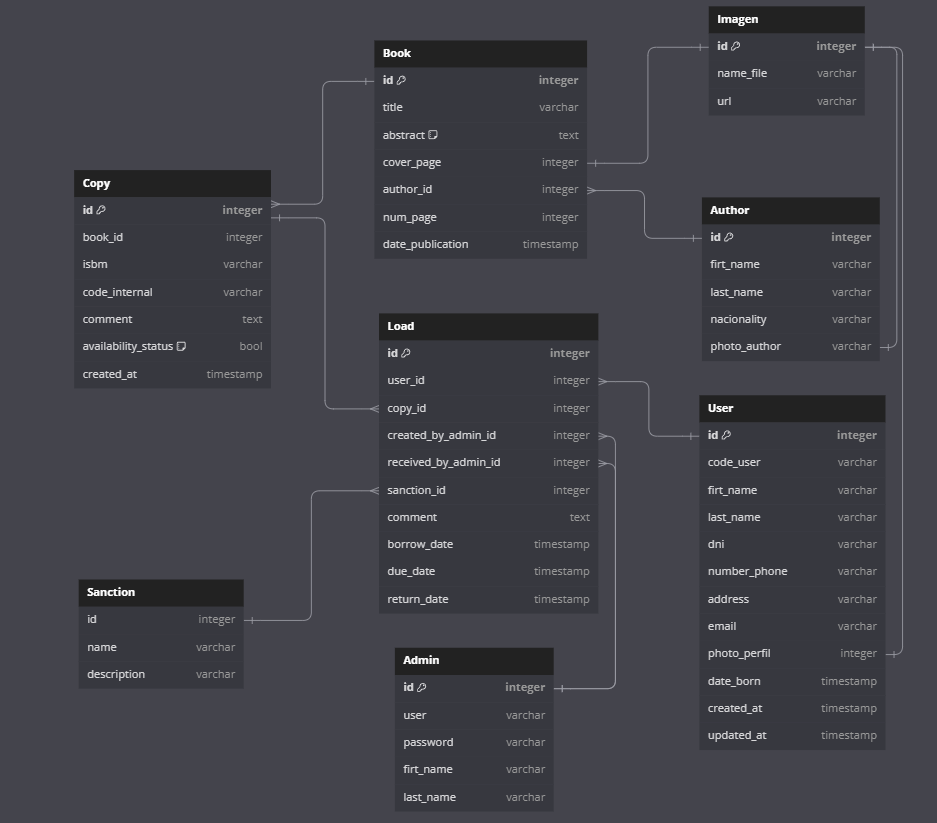 Imagen
id integer
name_file varchar
url varchar
Book
id integer
title varchar
abstract text
cover_page integer
author_id integer
num_page integer
date_publication timestamp
Copy
id integer
book_id integer
isbm varchar
code_internal varchar
comment text
availability_status bool
created_at timestamp
Author
id integer
firt_name varchar
last_name varchar
nacionality varchar
photo_author varchar
Load
id integer
user_id integer
copy_id integer
created_by_admin_id integer
received_by_admin_id integer
sanction_id integer
comment text
borrow_date timestamp
due_date timestamp
return_date timestamp
User
id integer
code_user varchar
firt_name varchar
last_name varchar
dni varchar
number_phone varchar
address varchar
email varchar
photo_perfil integer
date_born timestamp
created_at timestamp
updated_at timestamp
Sanction
id integer
name varchar
description varchar
Admin
id integer
user varchar
password varchar
firt_name varchar
last_name varchar